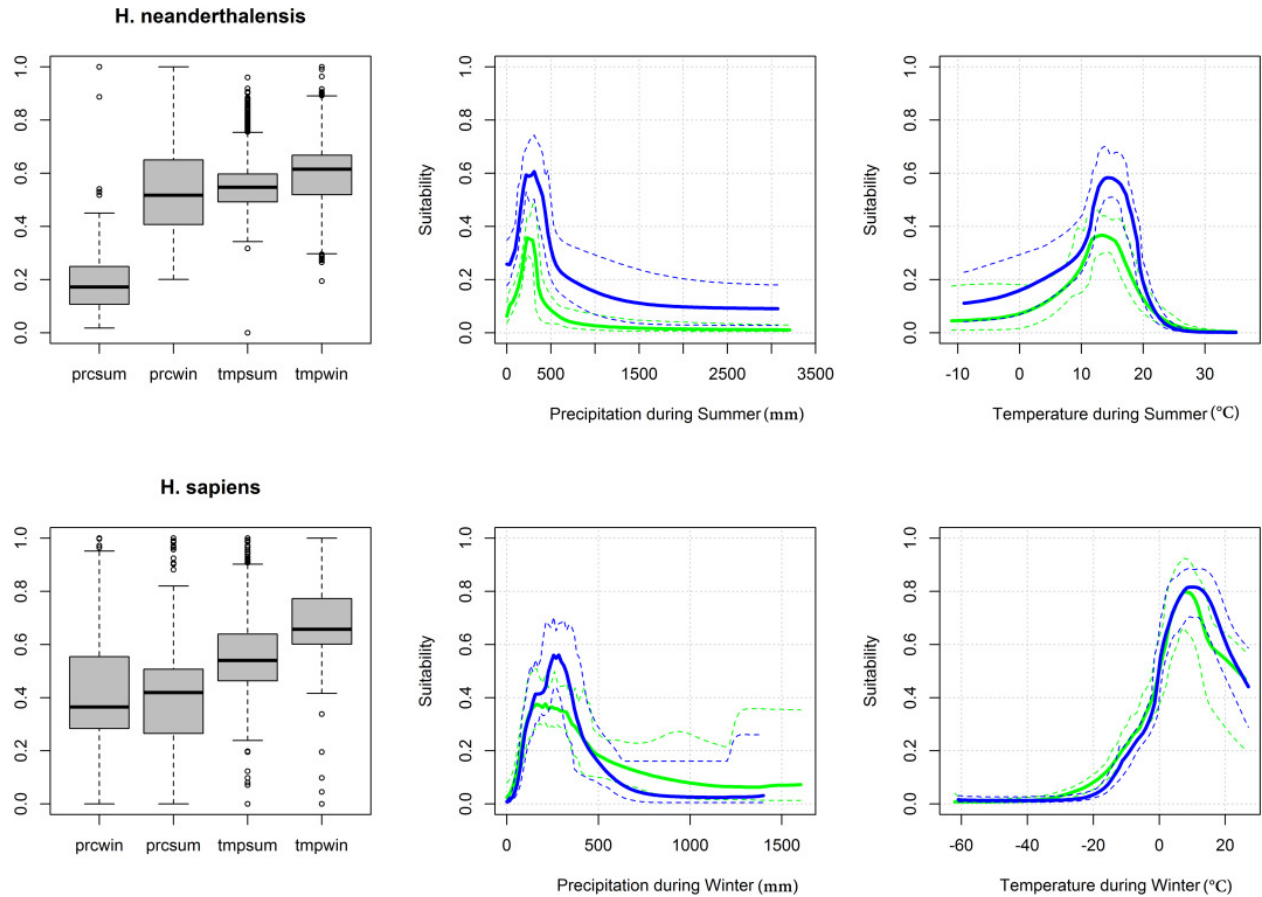 H. neanderthalensis
1.0
0.8
0.6
0.4
0.2
0.0
prcsum prcwin tmpsum tmpwin
Suitability
1.0
0.8
0.6
0.4
0.2
0.0
0 500 1500 2500 3500
Precipitation during Summer (mm)
Suitability
1.0
0.8
0.6
0.4
0.2
0.0
-10 0 10 20 30
Temperature during Summer (°C)
H. sapiens
1.0
0.8
0.6
0.4
0.2
0.0
prcwin prcsum tmpsum tmpwin
Suitability
1.0
0.8
0.6
0.4
0.2
0.0
0 500 1000 1500
Precipitation during Winter (mm)
Suitability
1.0
0.8
0.6
0.4
0.2
0.0
-60 -40 -20 0 20
Temperature during Winter (°C)